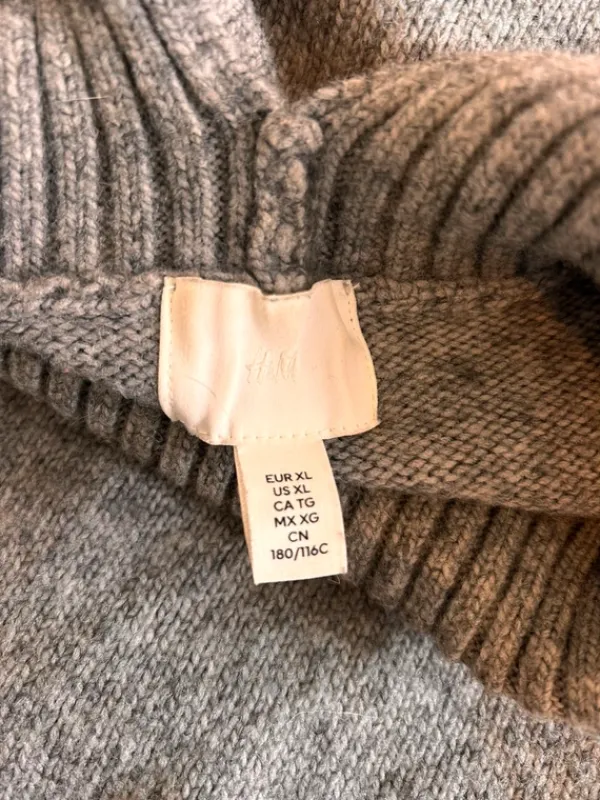 H&M
EUR XL
US XL
CA TG
MX XG
CN
180/116C